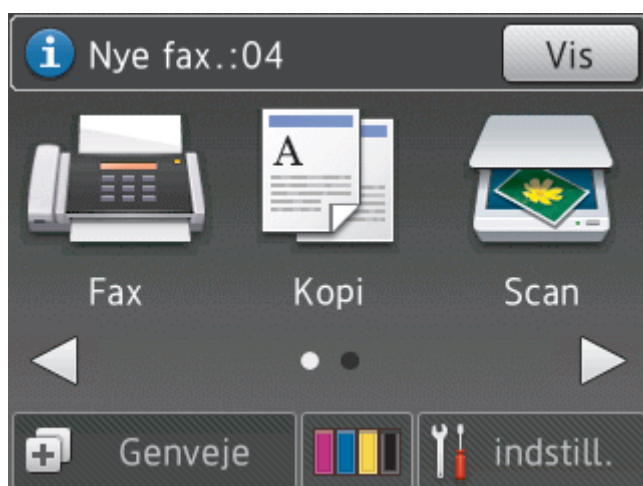 Nye fax.:04 Vis
A
Fax Kopi Scan
Genveje indstill.